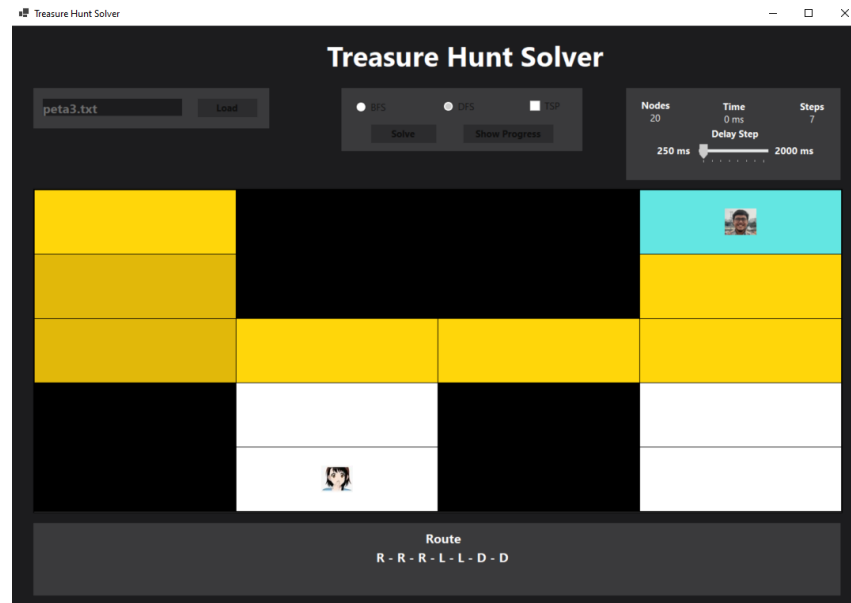 Treasure Hunt Solver
Treasure Hunt Solver
peta3.txt Load
BFS DFS TSP
Solve Show Progress
Nodes Time Steps
20 0 ms 7
Delay Step
250 ms 2000 ms
Route
R - R - R - L - L - D - D